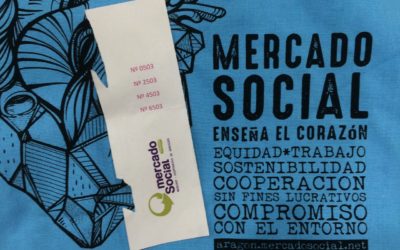 Nº 0503
Nº 2503
Nº 4503
Nº 6503
mercado
Social
MERCADO
SOCIAL
ENSEÑA EL CORAZÓN
EQUIDAD*TRABAJO
SOSTENIBILIDAD
COOPERACIÓN
SIN FINES LUCRATIVOS
COMPROMISO
CON EL ENTORNO
aragon.mercadosocial.net